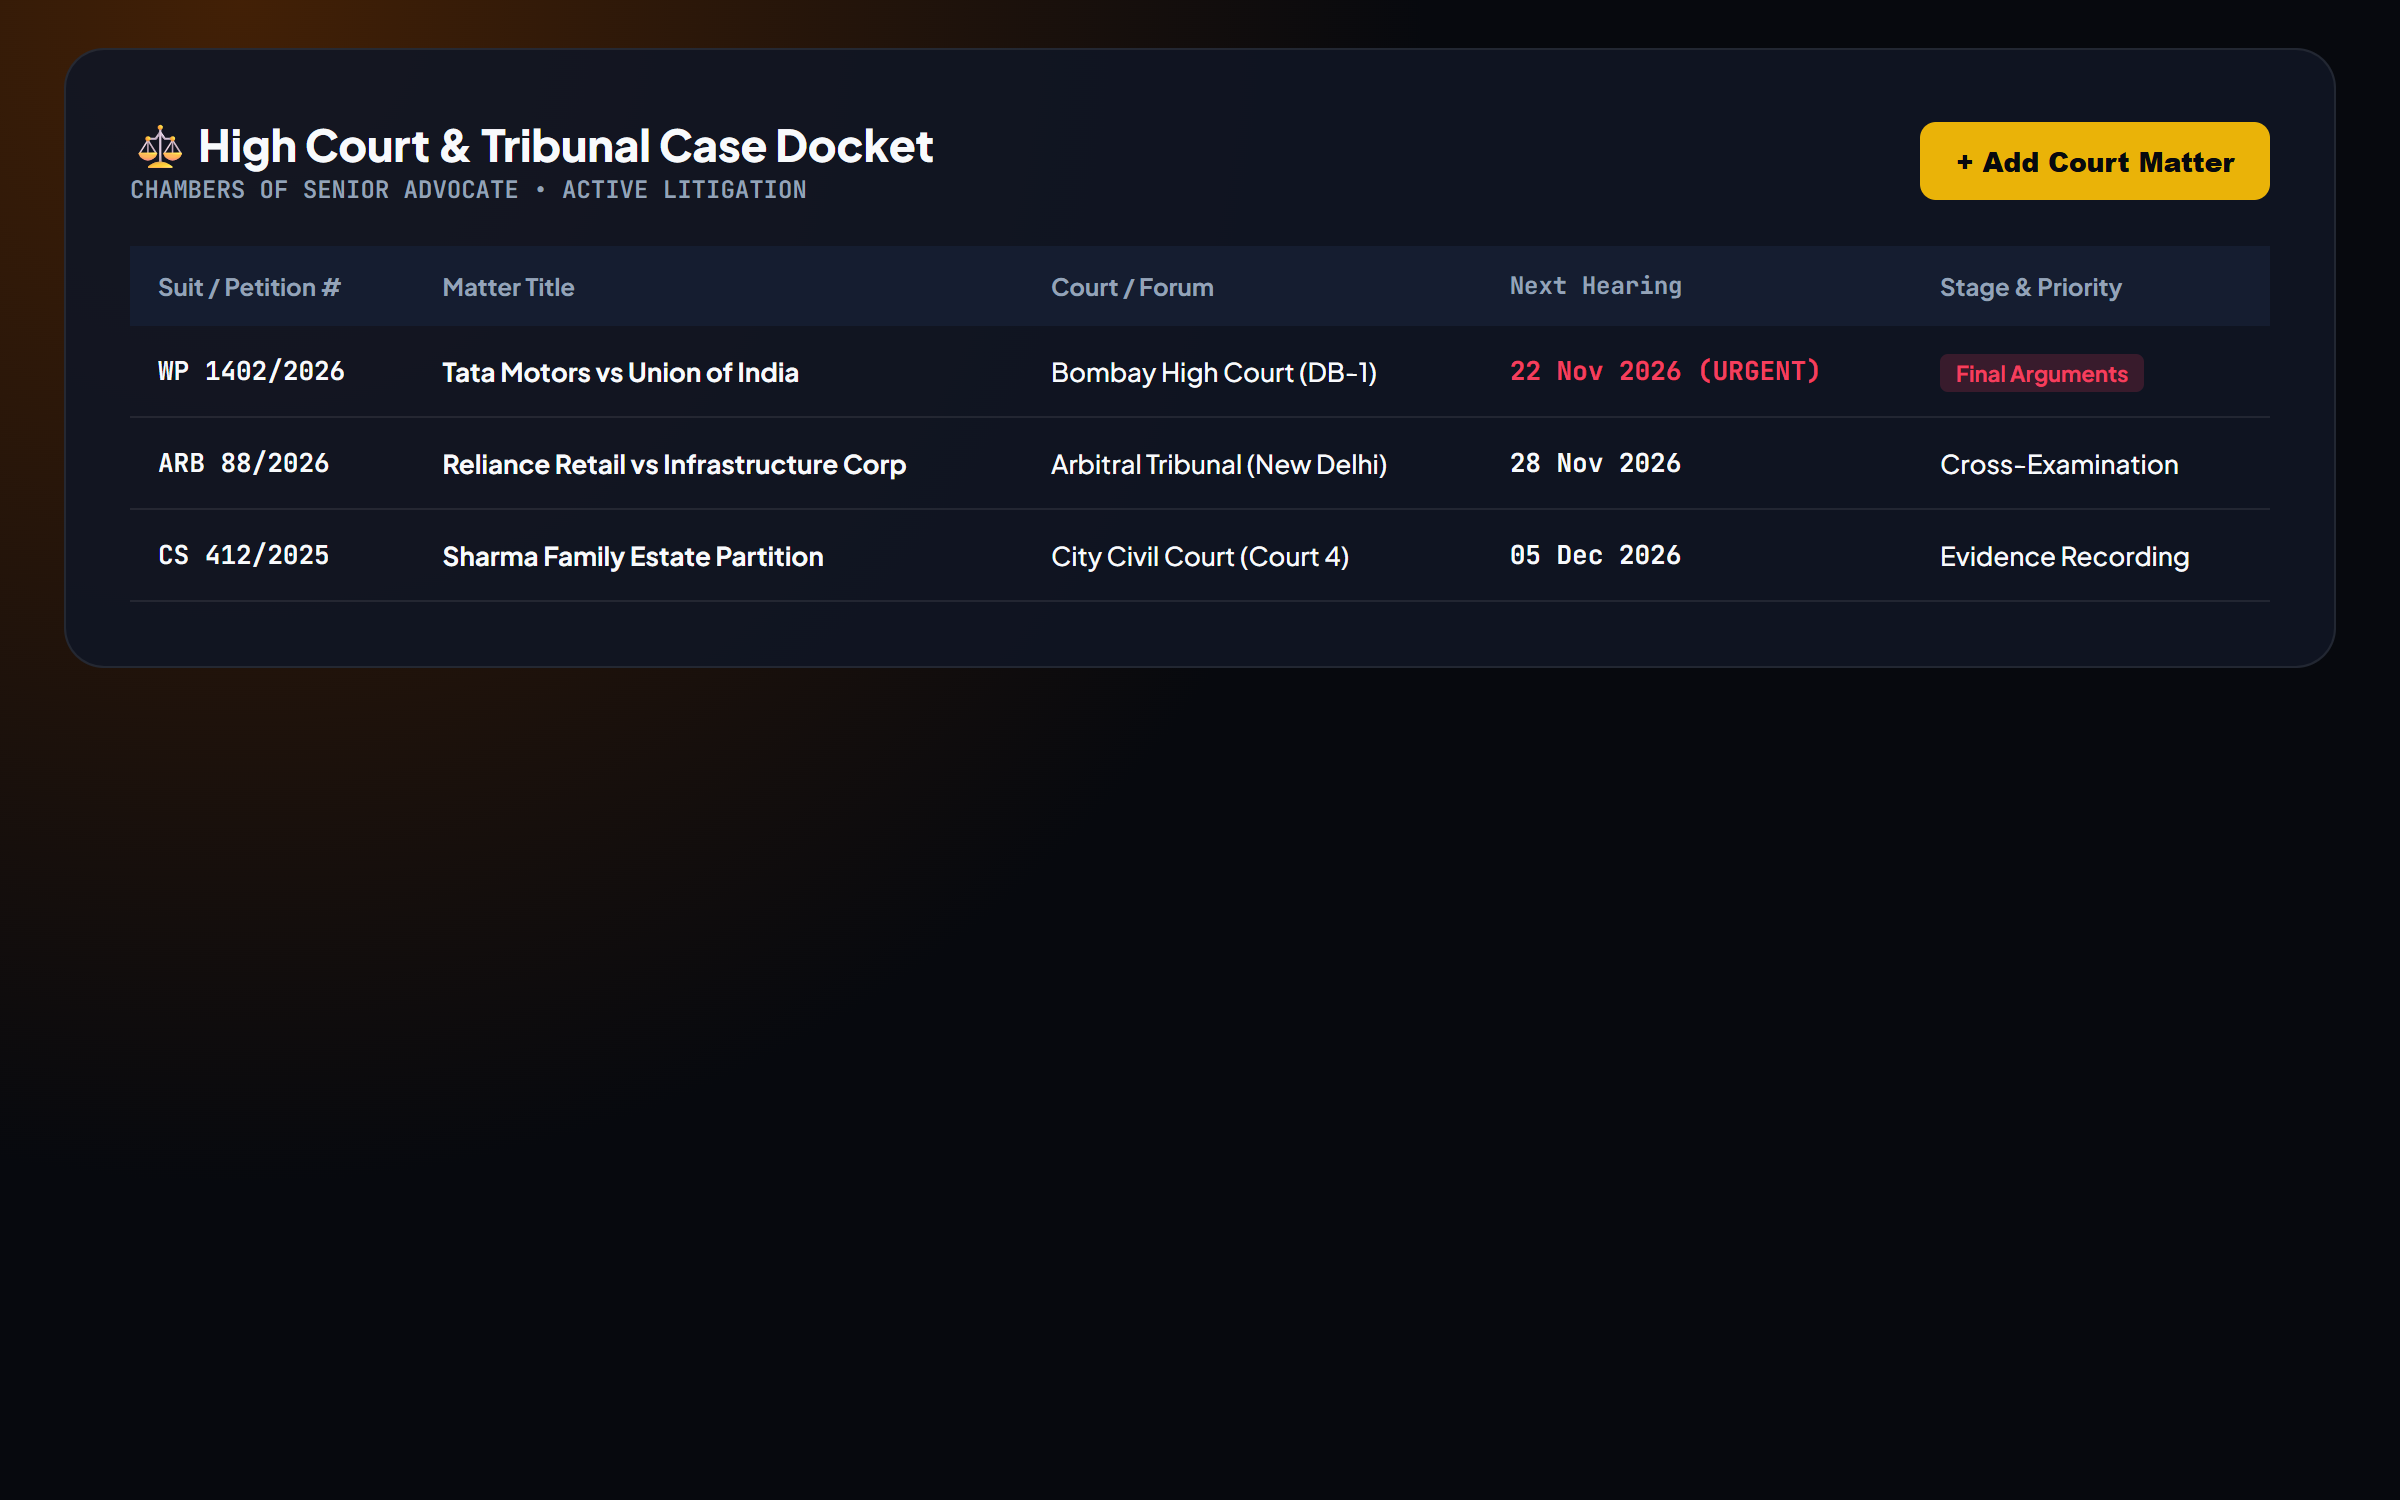 ⚖️ High Court & Tribunal Case Docket
CHAMBERS OF SENIOR ADVOCATE • ACTIVE LITIGATION
+ Add Court Matter
Suit / Petition # Matter Title Court / Forum Next Hearing Stage & Priority
WP 1402/2026 Tata Motors vs Union of India Bombay High Court (DB-1) 22 Nov 2026 (URGENT) Final Arguments
ARB 88/2026 Reliance Retail vs Infrastructure Corp Arbitral Tribunal (New Delhi) 28 Nov 2026 Cross-Examination
CS 412/2025 Sharma Family Estate Partition City Civil Court (Court 4) 05 Dec 2026 Evidence Recording